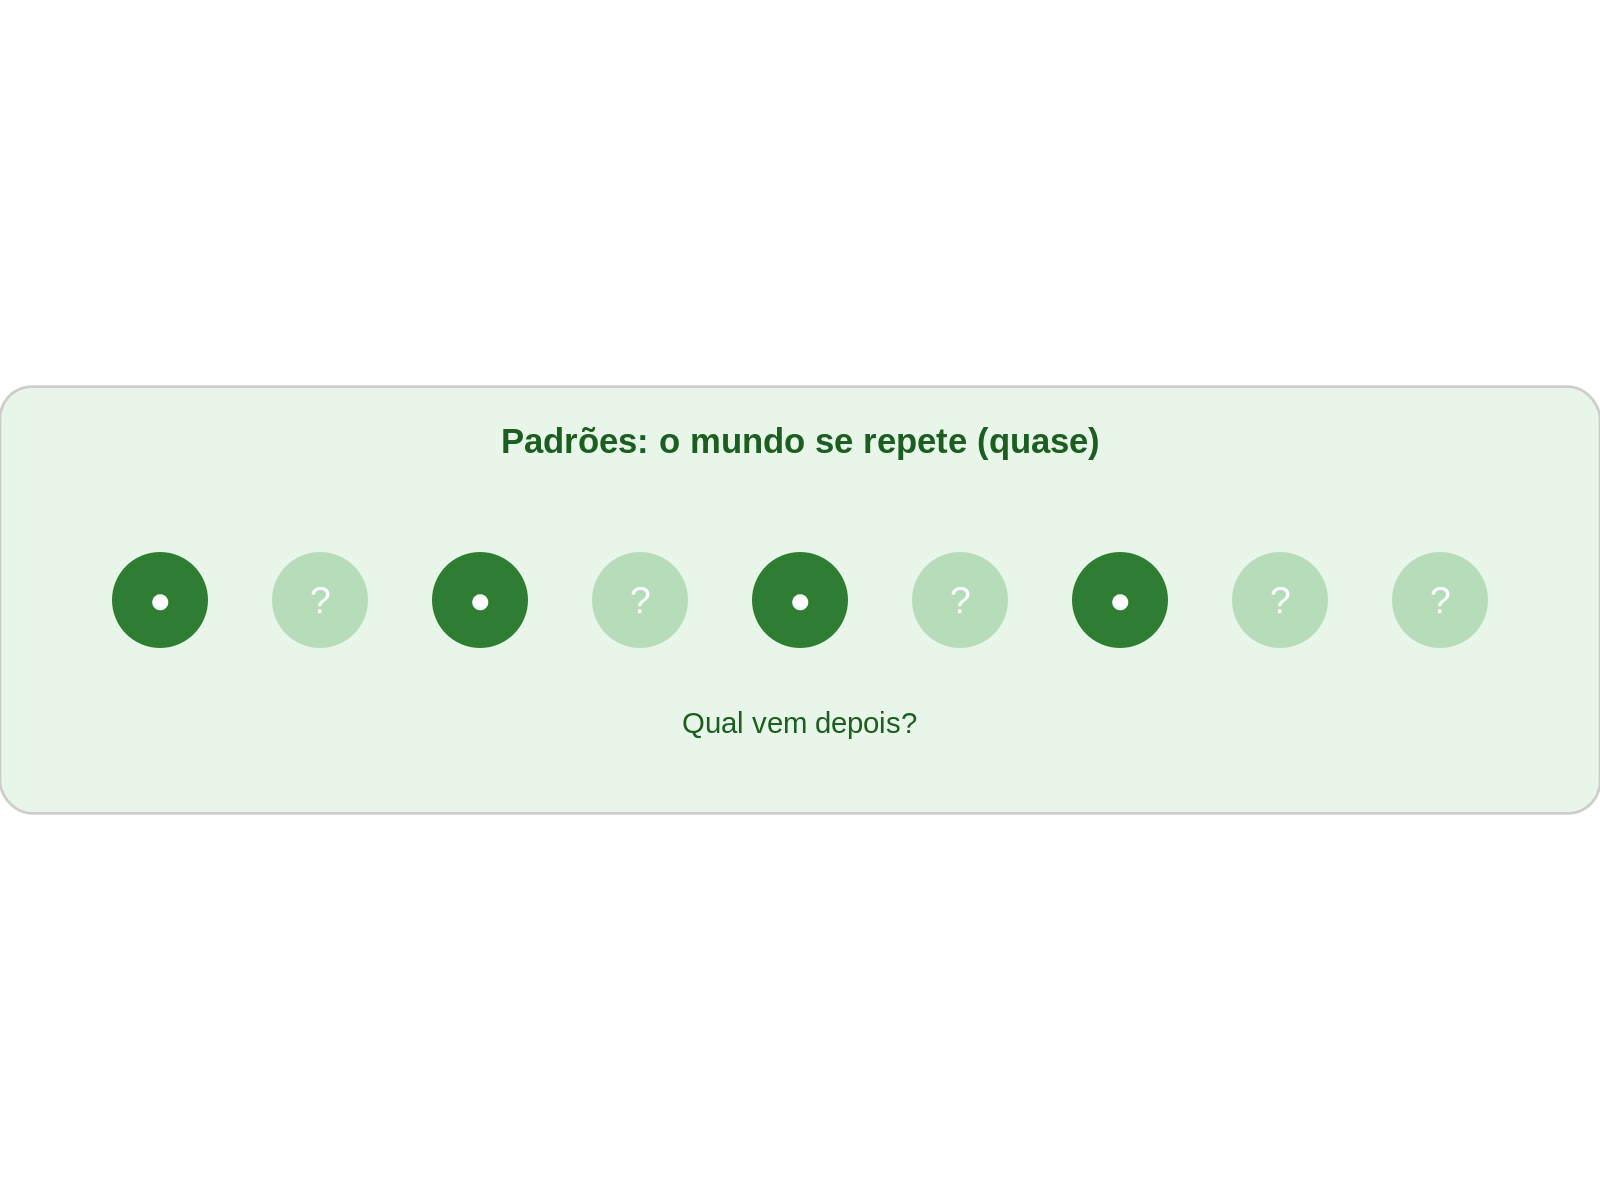 Padrões: o mundo se repete (quase)
● ? ● ? ● ? ● ? ?
Qual vem depois?